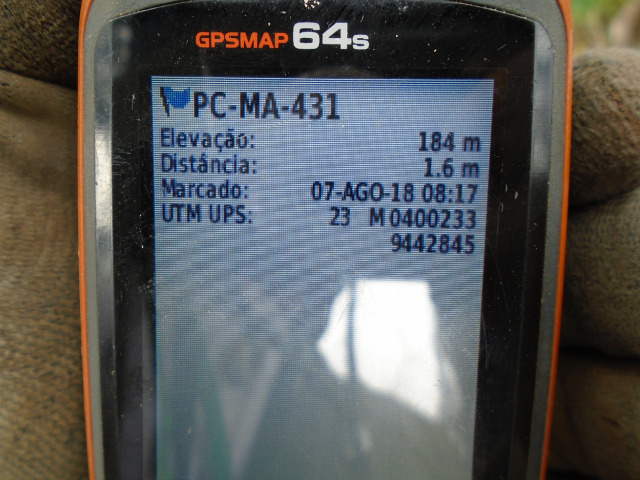 GPSMAP 64s
PC-MA-431
Elevação: 184 m
Distância: 1.6 m
Marcado: 07-AGO-18 08:17
UTM UPS: 23 M 0400233
9442845